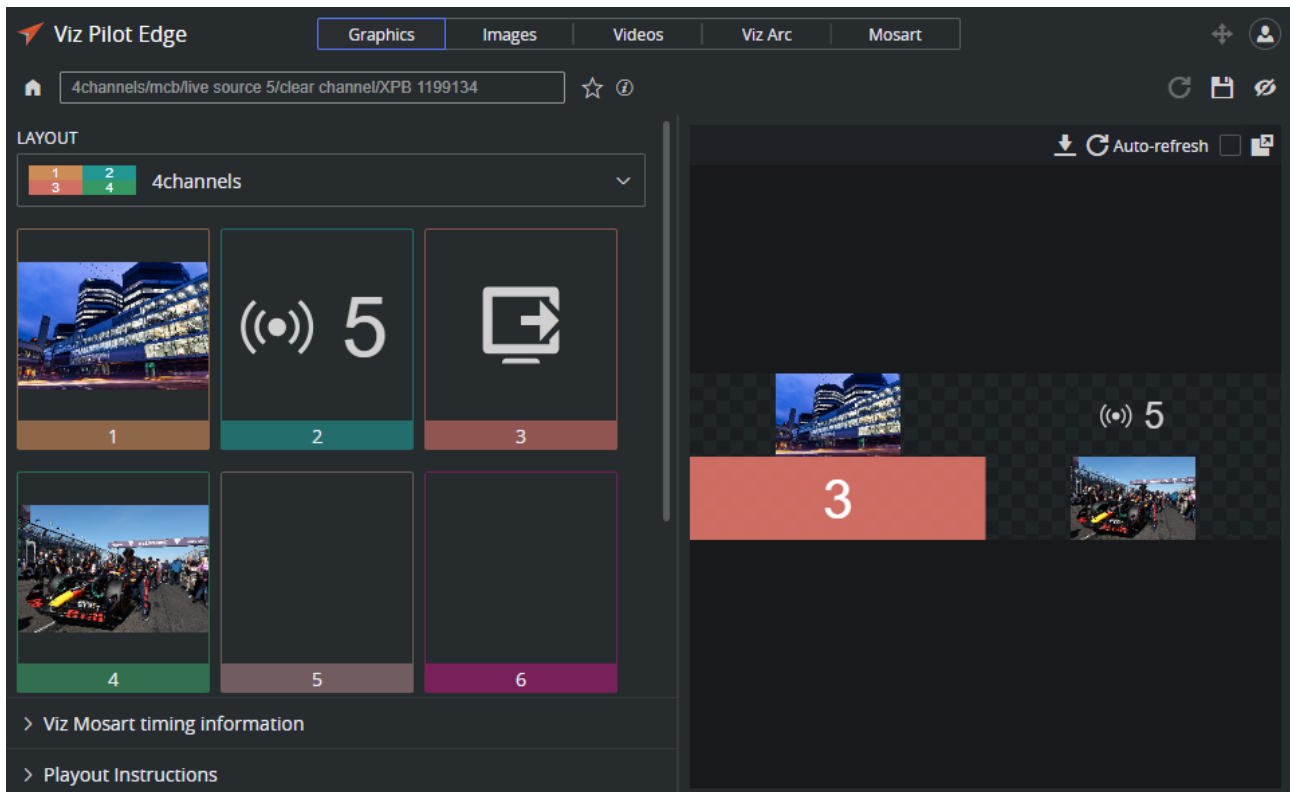 Viz Pilot Edge
Graphics
Images
Videos
Viz Arc
Mosart
4channels/mcb/live source 5/clear channel/XPB 1199134
LAYOUT
Auto-refresh
1 2
3 4
4channels
5
1
2
3
5
3
4
5
6
Viz Mosart timing information
Playout Instructions